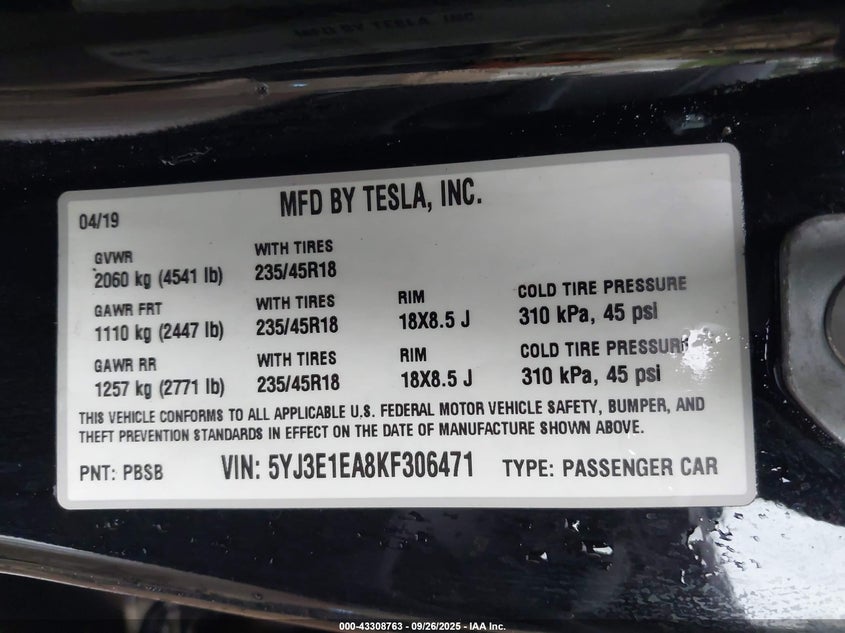 MFD BY TESLA, INC.
04/19
MFD BY TESLA, INC.
GVWR WITH TIRES
2060 kg (4541 lb) 235/45R18
GAWR FRT WITH TIRES RIM COLD TIRE PRESSURE
1110 kg (2447 lb) 235/45R18 18X8.5 J 310 kPa, 45 psi
GAWR RR WITH TIRES RIM COLD TIRE PRESSURE
1257 kg (2771 lb) 235/45R18 18X8.5 J 310 kPa, 45 psi
THIS VEHICLE CONFORMS TO ALL APPLICABLE U.S. FEDERAL MOTOR VEHICLE SAFETY, BUMPER, AND
THEFT PREVENTION STANDARDS IN EFFECT ON THE DATE OF MANUFACTURE SHOWN ABOVE.
PNT: PBSB VIN: 5YJ3E1EA8KF306471 TYPE: PASSENGER CAR
000-43308763 - 09/26/2025 - IAA Inc.